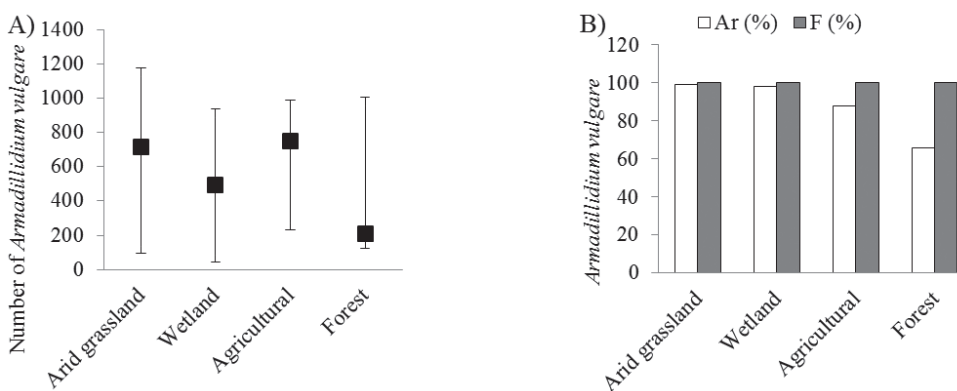 A)
Number of Armadillidium vulgare
1400
1200
1000
800
600
400
200
0
Arid grassland
Wetland
Agricultural
Forest
B)
Ar (%) F (%)
Armadillidium vulgare
120
100
80
60
40
20
0
Arid grassland
Wetland
Agricultural
Forest